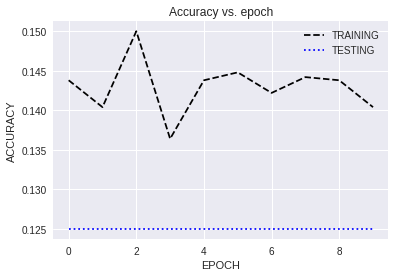 Accuracy vs. epoch
TRAINING
TESTING
0.150
0.145
0.140
0.135
0.130
0.125
ACCURACY
0 2 4 6 8
EPOCH